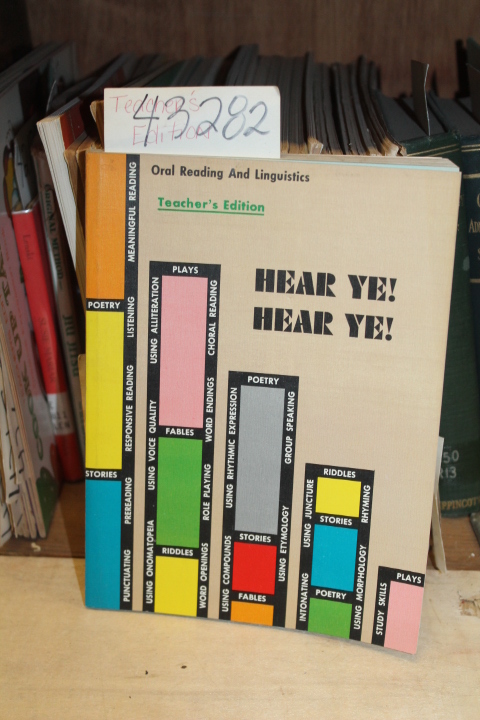 Teacher's
Edition
43282
Oral Reading And Linguistics
Teacher's Edition
HEAR YE!
HEAR YE!
MEANINGFUL READING
POETRY
LISTENING
RESPONSIVE READING
STORIES
PREREADING
PUNCTUATING
PLAYS
USING ALLITERATION
CHORAL READING
USING VOICE QUALITY
WORD ENDINGS
FABLES
ROLE PLAYING
USING ONOMATOPEIA
RIDDLES
WORD OPENINGS
POETRY
USING RHYTHMIC EXPRESSION
GROUP SPEAKING
STORIES
USING COMPOUNDS
USING ETYMOLOGY
FABLES
RIDDLES
USING JUNCTURE
RHYMING
STORIES
INTONATING
USING MORPHOLOGY
POETRY
PLAYS
STUDY SKILLS